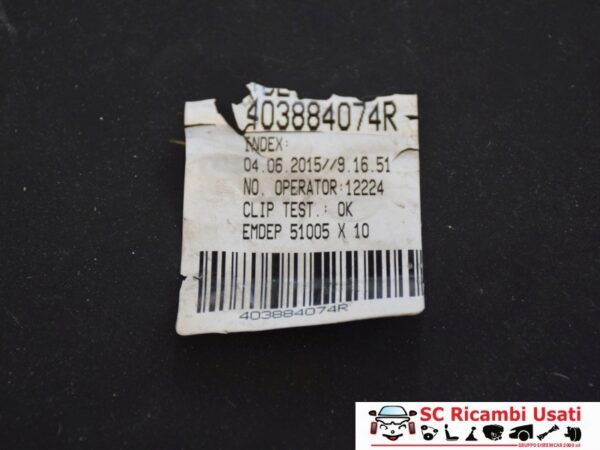 403884074R
INDEX:
04.06.2015//9.16.51
NO. OPERATOR:12224
CLIP TEST.: OK
EMDEP 51005 X 10
403884074R
SC Ricambi Usati